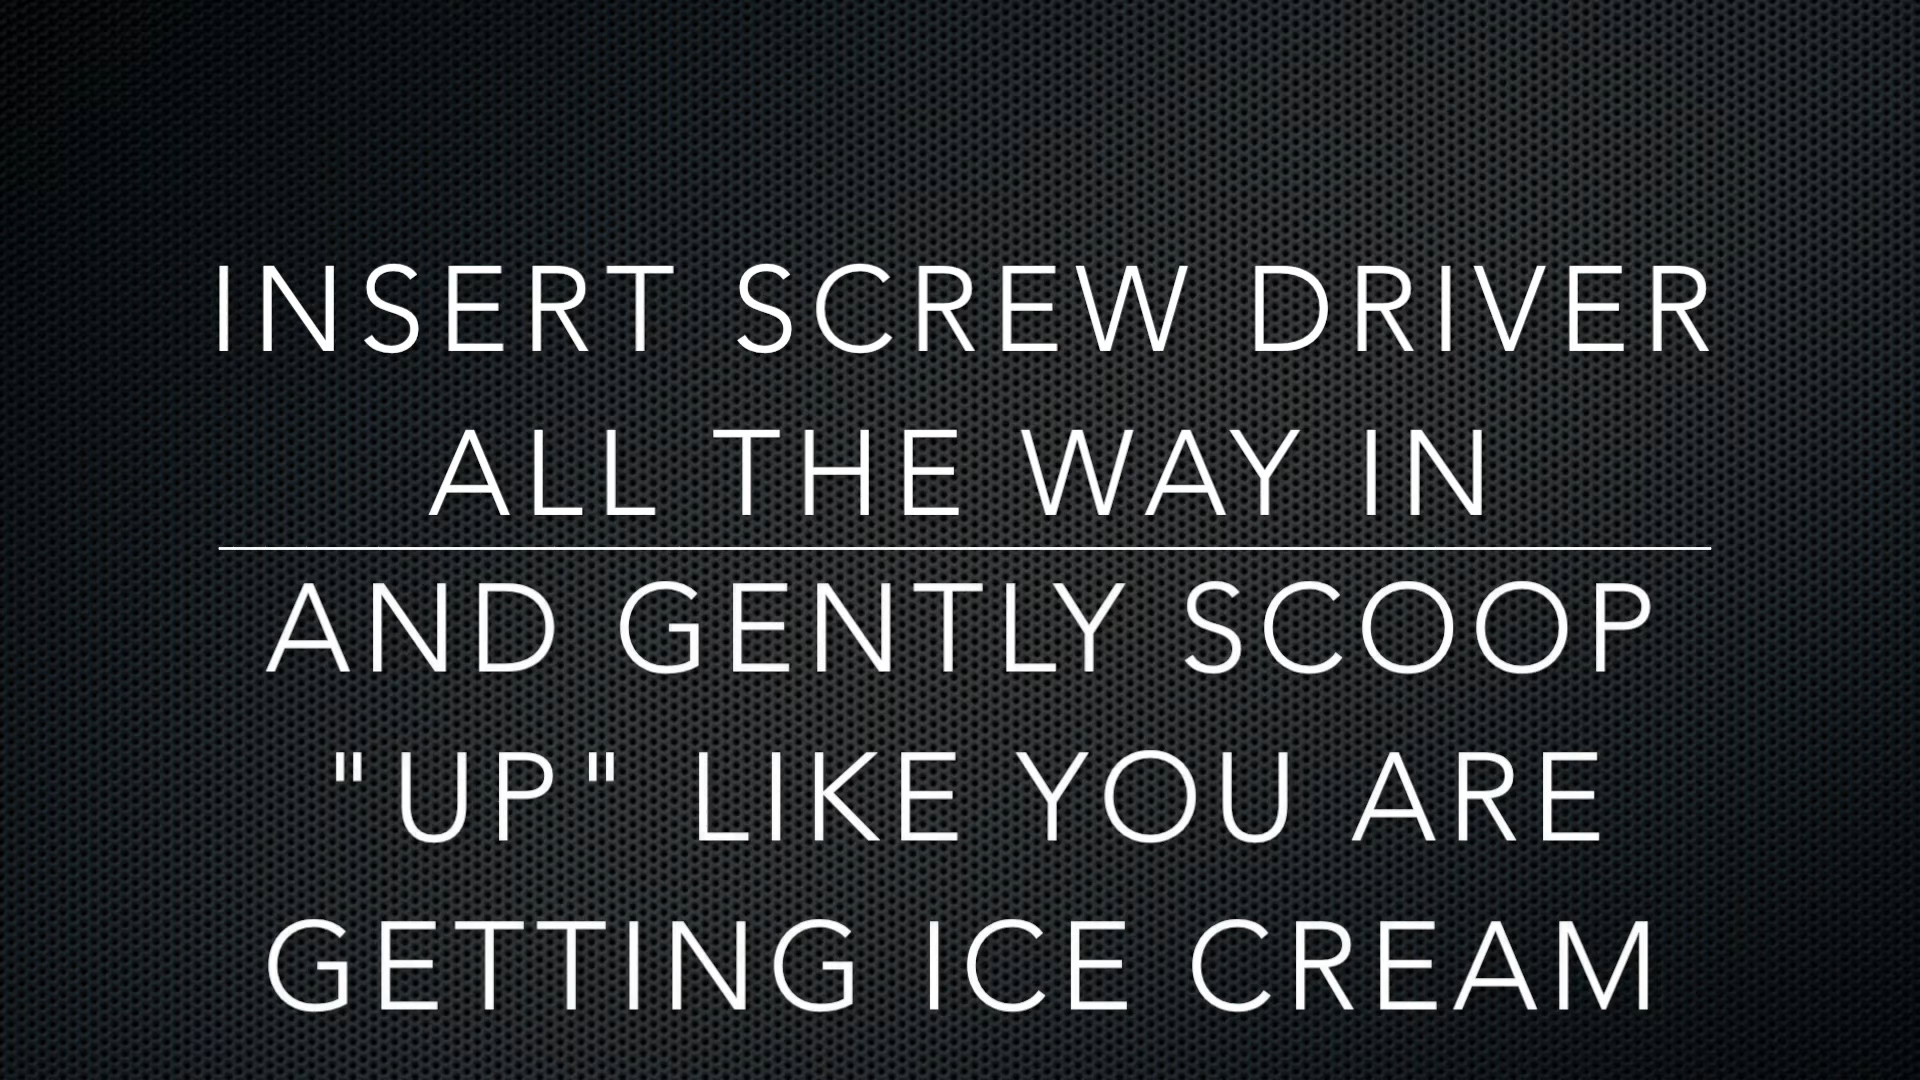 INSERT SCREW DRIVER
ALL THE WAY IN
AND GENTLY SCOOP
"UP" LIKE YOU ARE
GETTING ICE CREAM